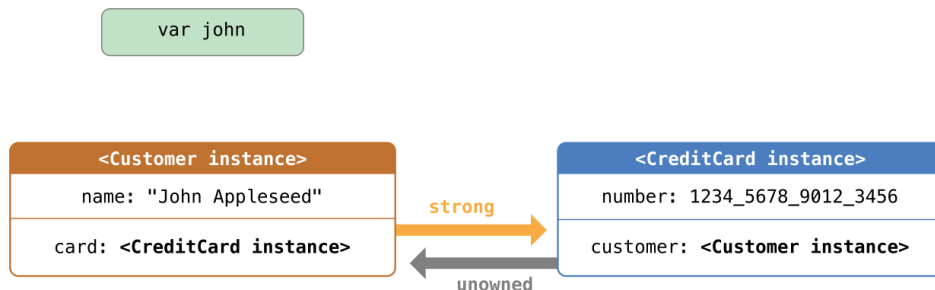 var john
<Customer instance>
name: "John Appleseed"
card: <CreditCard instance>
strong
unowned
<CreditCard instance>
number: 1234_5678_9012_3456
customer: <Customer instance>